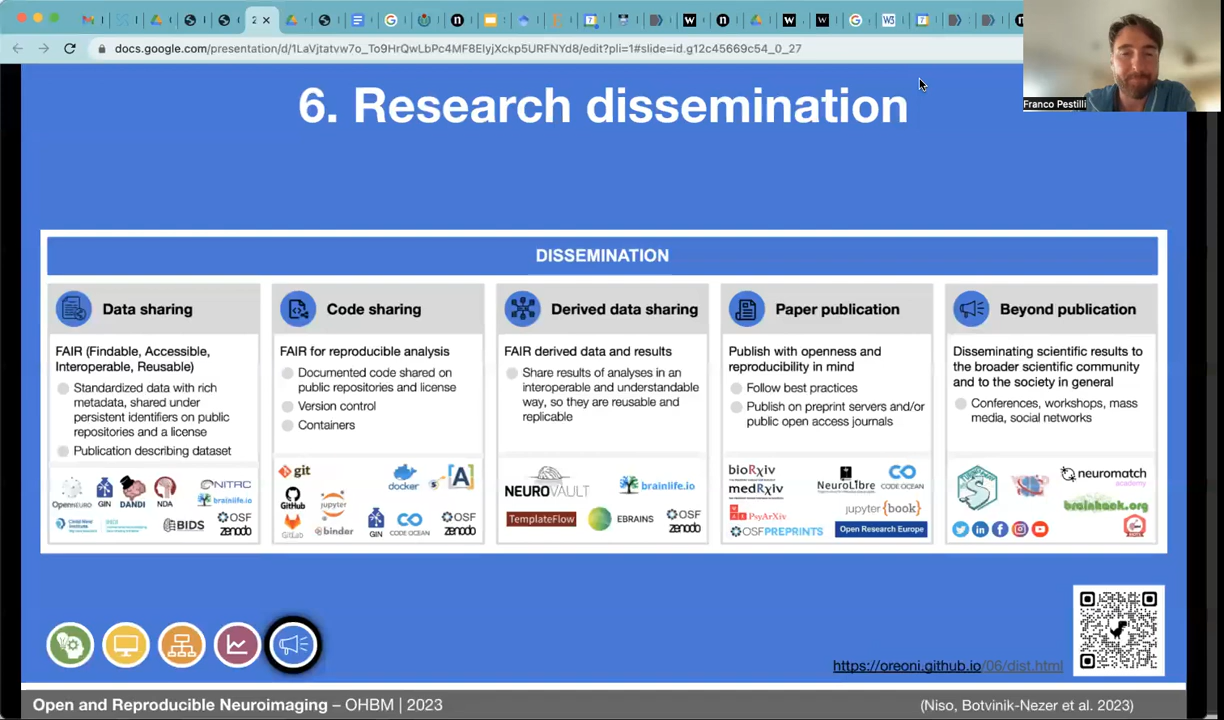 docs.google.com/presentation/d/1LaVjtatvw7o_To9HrQwLbPc4MF8EIyjXckp5URFNYd8/edit?pli=1#slide=id.g12c45669c54_0_27
Franco Pestilli
6. Research dissemination
DISSEMINATION
Data sharing
FAIR (Findable, Accessible,
Interoperable, Reusable)
Standardized data with rich
metadata, shared under
persistent identifiers on public
repositories and a license
Publication describing dataset
OPENNEURO
GIN
DANDI
NDA
NITRC
brainlife.io
BIDS
OSF
zenodo
Code sharing
FAIR for reproducible analysis
Documented code shared on
public repositories and license
Version control
Containers
git
GitHub
GitLab
jupyter
binder
docker
GIN
CODE OCEAN
OSF
zenodo
Derived data sharing
FAIR derived data and results
Share results of analyses in an
interoperable and understandable
way, so they are reusable and
replicable
NEUROVAULT
brainlife.io
TemplateFlow
EBRAINS
OSF
zenodo
Paper publication
Publish with openness and
reproducibility in mind
Follow best practices
Publish on preprint servers and/or
public open access journals
bioRxiv
medRxiv
PsyArXiv
OSFPREPRINTS
NeuroLibre
CODE OCEAN
jupyter {book}
Open Research Europe
Beyond publication
Disseminating scientific results to
the broader scientific community
and to the society in general
Conferences, workshops, mass
media, social networks
neuromatch
academy
brainhack.org
https://oreoni.github.io/06/dist.html
Open and Reproducible Neuroimaging – OHBM | 2023
(Niso, Botvinik-Nezer et al. 2023)